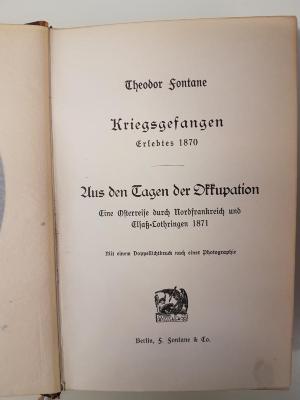 Theodor Fontane
Kriegsgefangen
Erlebtes 1870
Aus den Tagen der Okkupation
Eine Osterreise durch Nordfrankreich und
Elsaß-Lothringen 1871
Mit einem Doppellichtdruck nach einer Photographie
Berlin, F. Fontane & Co.